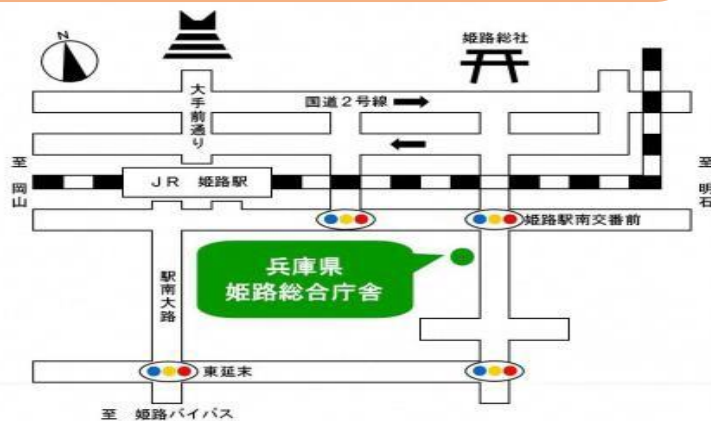 N
姫路総社
大手前通り
国道2号線
至 岡山
JR 姫路駅
至 明石
姫路駅南交番前
兵庫県
姫路総合庁舎
駅南大路
東延末
至 姫路バイパス